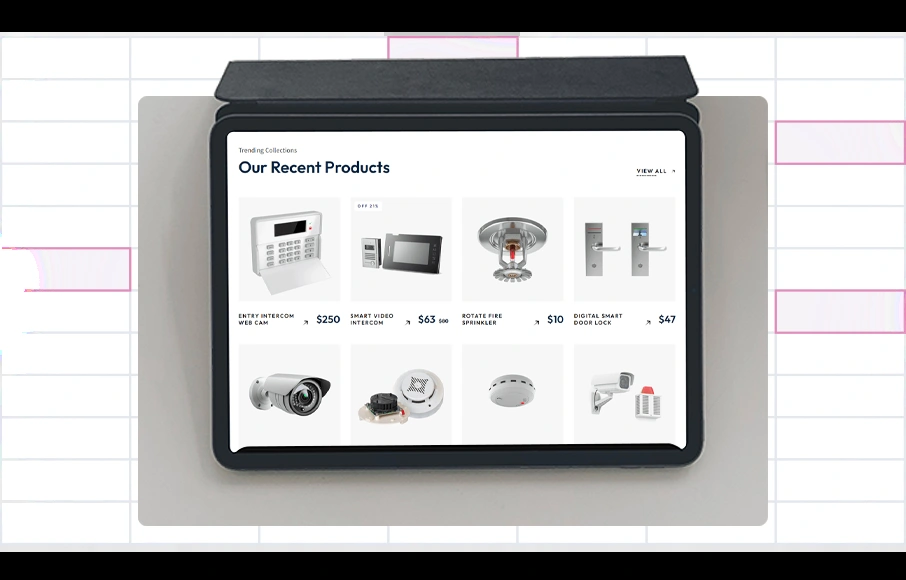 Trending Collections
Our Recent Products
VIEW ALL
OFF 21%
ENTRY INTERCOM
WEB CAM
$250
SMART VIDEO
INTERCOM
$63 $80
ROTATE FIRE
SPRINKLER
$10
DIGITAL SMART
DOOR LOCK
$47